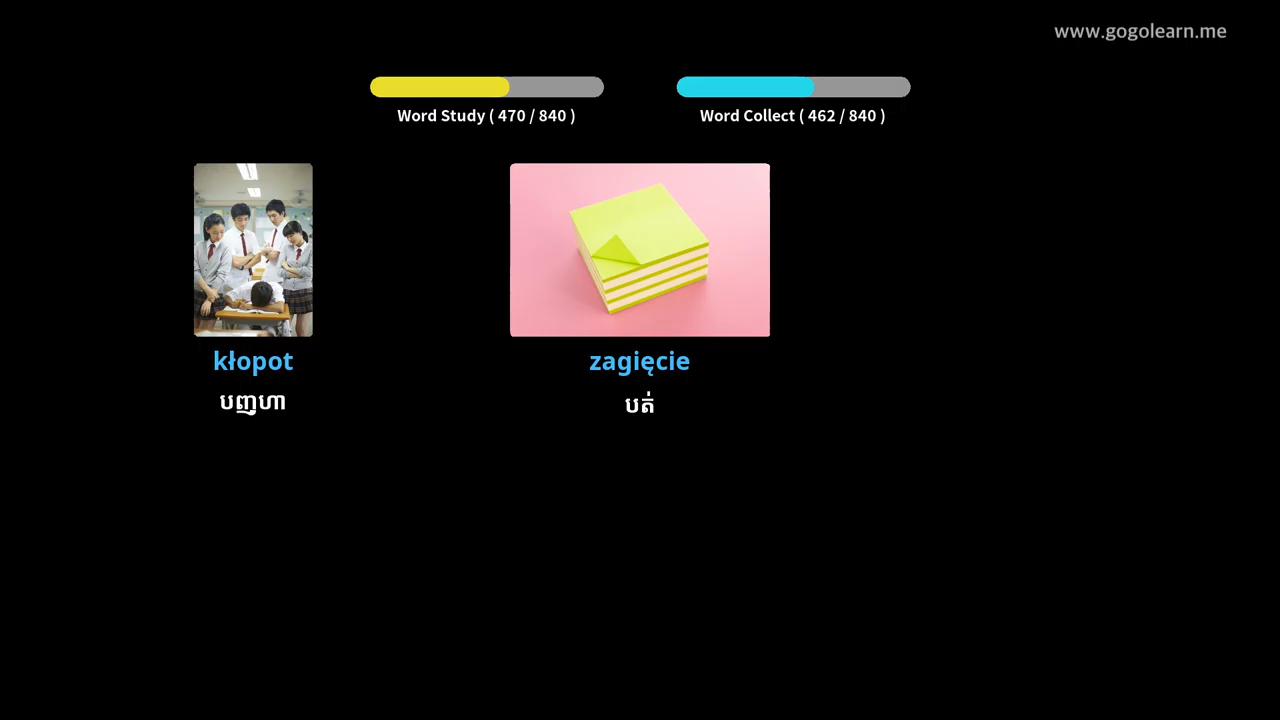 www.gogolearn.me
Word Study ( 470 / 840 )
Word Collect ( 462 / 840 )
kłopot
បញ្ហា
zagięcie
បត់